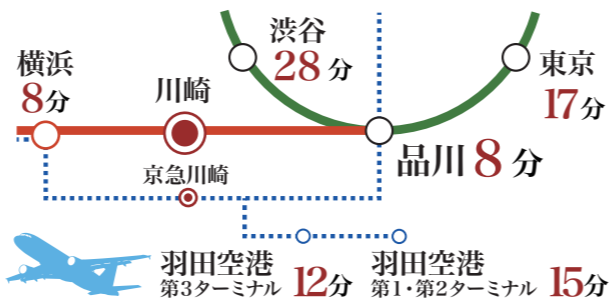 渋谷
28分
横浜
8分
川崎
東京
17分
品川8分
京急川崎
羽田空港
第3ターミナル 12分
羽田空港
第1・第2ターミナル 15分